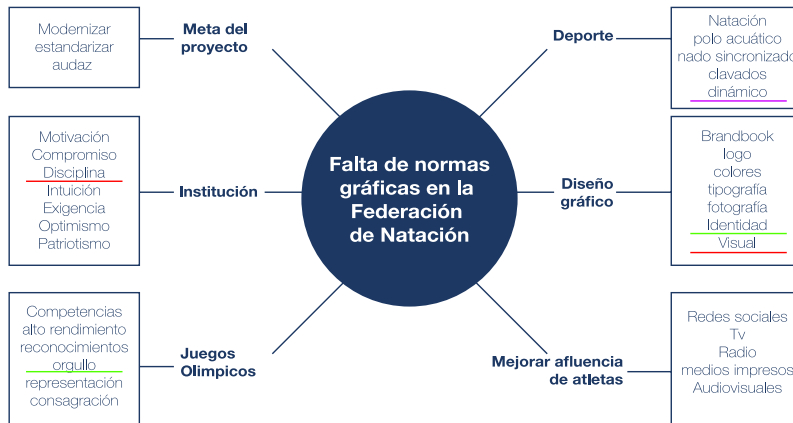 Modernizar
estandarizar
audaz
Meta del
proyecto
Motivación
Compromiso
Disciplina
Intuición
Exigencia
Optimismo
Patriotismo
Institución
Competencias
alto rendimiento
reconocimientos
orgullo
representación
consagración
Juegos
Olimpicos
Falta de normas
gráficas en la
Federación
de Natación
Deporte
Natación
polo acuático
nado sincronizado
clavados
dinámico
Diseño
gráfico
Brandbook
logo
colores
tipografía
fotografía
Identidad
Visual
Mejorar afluencia
de atletas
Redes sociales
Tv
Radio
medios impresos
Audiovisuales